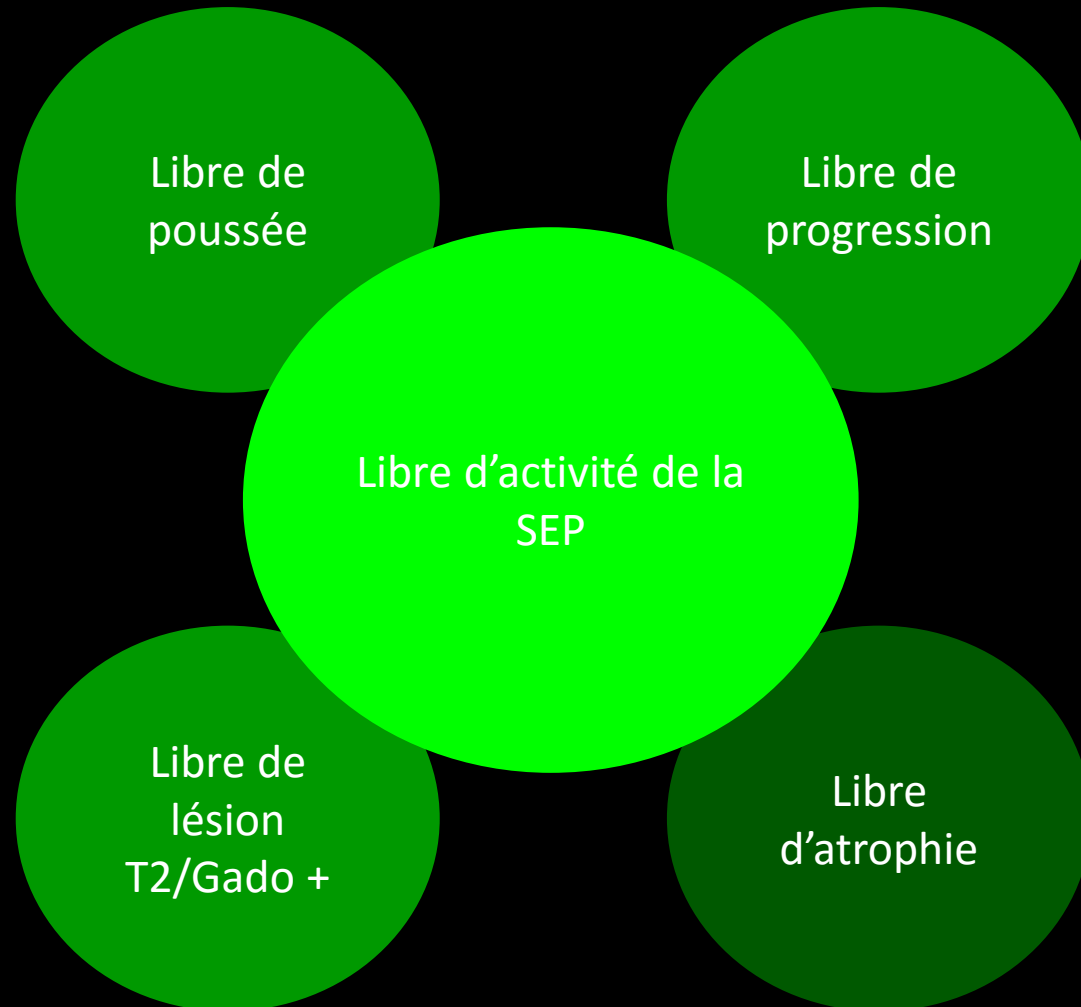 Libre de
poussée
Libre de
progression
Libre d’activité de la
SEP
Libre de
lésion
T2/Gado +
Libre
d’atrophie